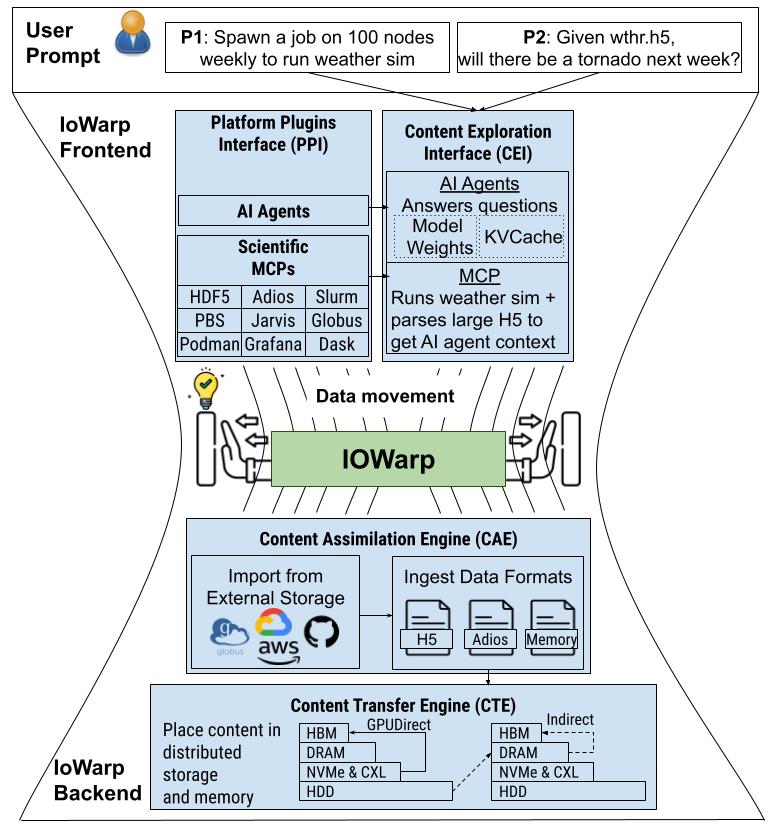 User
Prompt
P1: Spawn a job on 100 nodes
weekly to run weather sim
P2: Given wthr.h5,
will there be a tornado next week?
IoWarp
Frontend
Platform Plugins
Interface (PPI)
AI Agents
Scientific
MCPs
HDF5 Adios Slurm
PBS Jarvis Globus
Podman Grafana Dask
Content Exploration
Interface (CEI)
AI Agents
Answers questions
Model
Weights
KVCache
MCP
Runs weather sim +
parses large H5 to
get AI agent context
Data movement
IOWarp
Content Assimilation Engine (CAE)
Import from
External Storage
g
globus
aws
Ingest Data Formats
H5 Adios Memory
Content Transfer Engine (CTE)
Place content in
distributed
storage
and memory
GPUDirect
HBM
DRAM
NVMe & CXL
HDD
Indirect
HBM
DRAM
NVMe & CXL
HDD
IoWarp
Backend